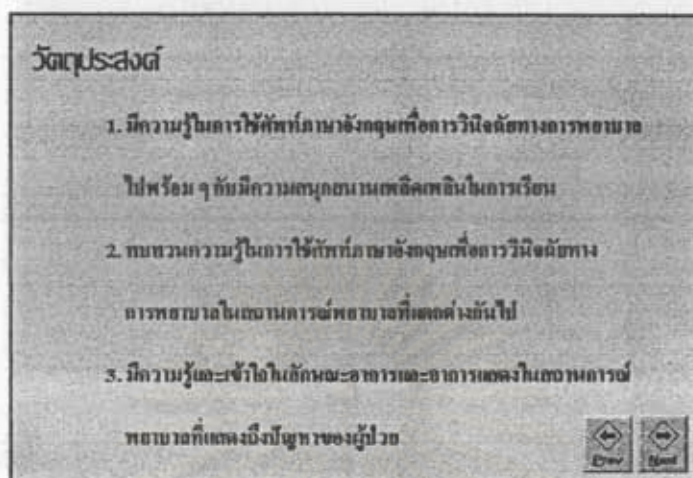 วัตถุประสงค์
1. มีความรู้ในการใช้ศัพท์ภาษาอังกฤษเพื่อการวินิจฉัยทางการพยาบาล
ไปพร้อม ๆ กับมีความสนุกสนานเพลิดเพลินในการเรียน
2. ทบทวนความรู้ในการใช้ศัพท์ภาษาอังกฤษเพื่อการวินิจฉัยทาง
การพยาบาลในสถานการณ์พยาบาลที่แตกต่างกันไป
3. มีความรู้และเข้าใจในลักษณะอาการและอาการแสดงในสถานการณ์
พยาบาลที่แสดงถึงปัญหาของผู้ป่วย
Prev Next